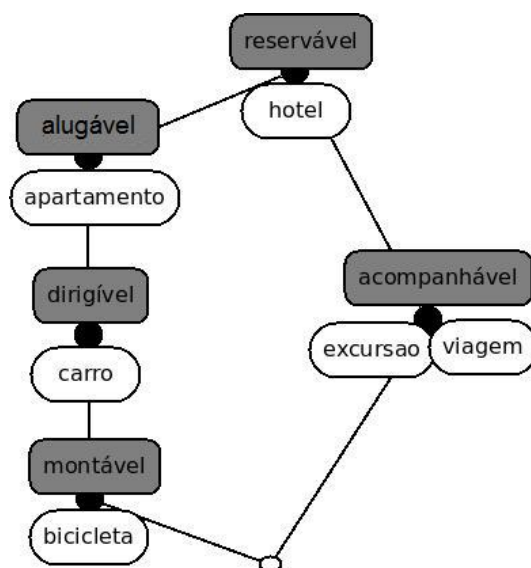 reservável
hotel
alugável
apartamento
acompanhável
dirigível
excursao
viagem
carro
montável
bicicleta